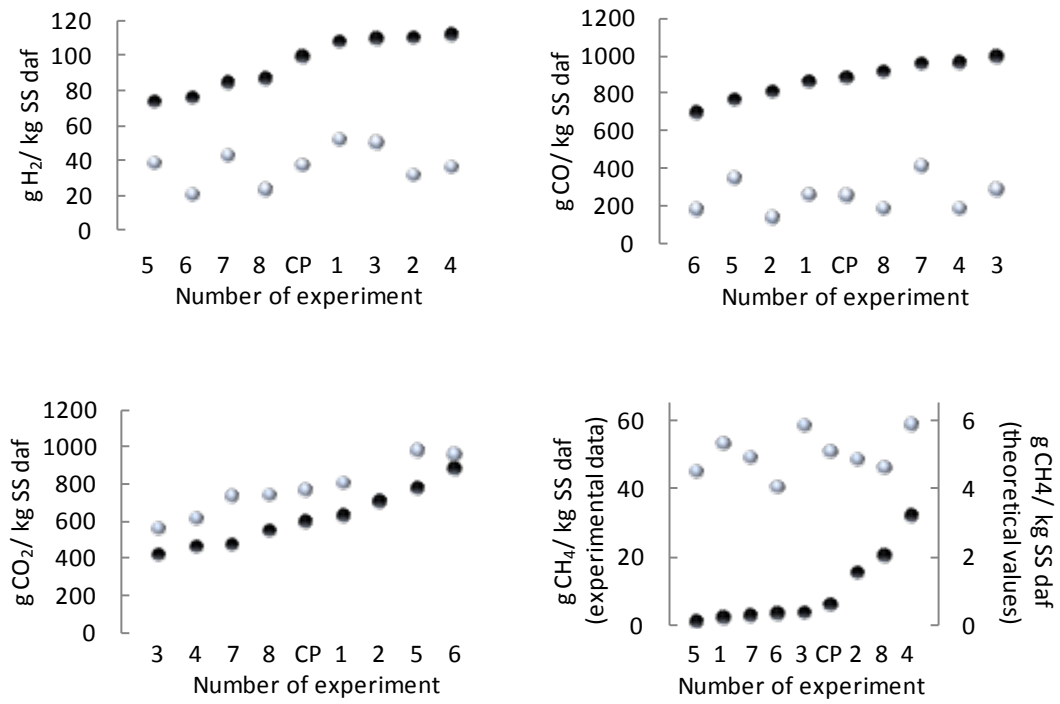 g H₂/ kg SS daf
120
100
80
60
40
20
0
5 6 7 8 CP 1 3 2 4
Number of experiment
g CO/ kg SS daf
1200
1000
800
600
400
200
0
6 5 2 1 CP 8 7 4 3
Number of experiment
g CO₂/ kg SS daf
1200
1000
800
600
400
200
0
3 4 7 8 CP 1 2 5 6
Number of experiment
g CH₄/ kg SS daf
(experimental data)
60
40
20
0
5 1 7 6 3 CP 2 8 4
Number of experiment
6
4
2
0
g CH4/ kg SS daf
(theoretical values)